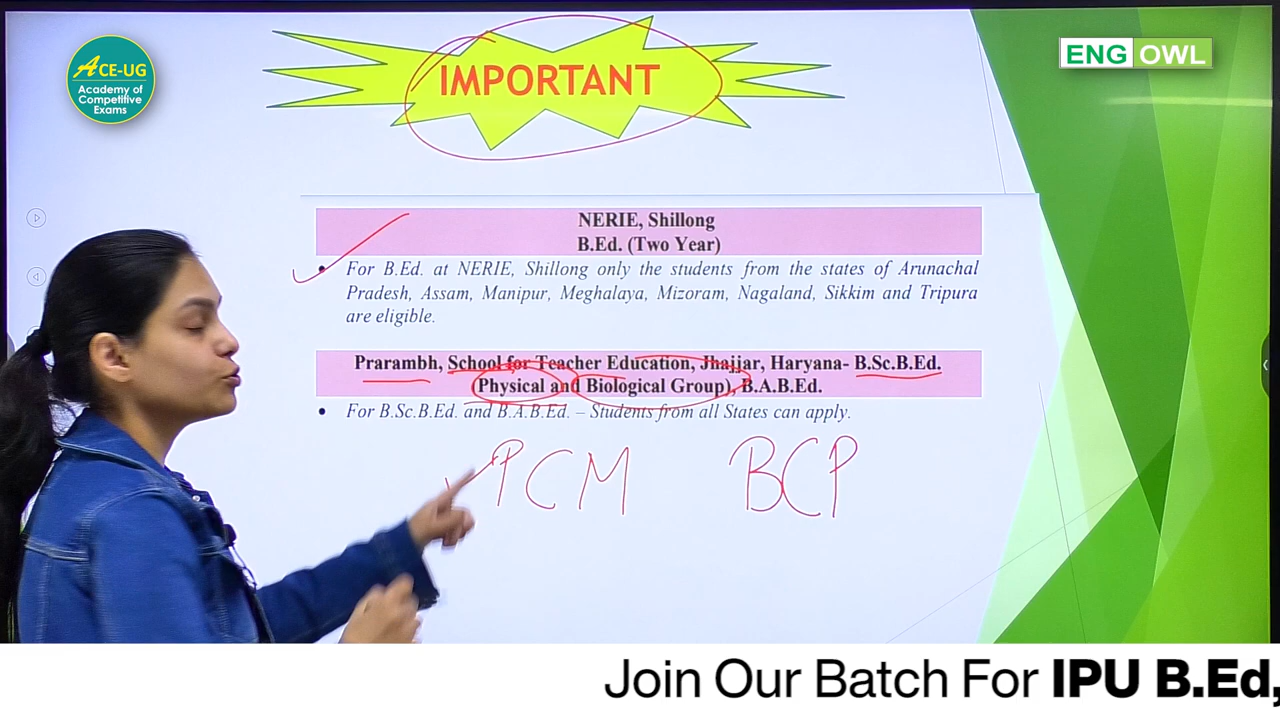 ACE-UG
Academy of
Competitive
Exams
IMPORTANT
ENG OWL
NERIE, Shillong
B.Ed. (Two Year)
• For B.Ed. at NERIE, Shillong only the students from the states of Arunachal
Pradesh, Assam, Manipur, Meghalaya, Mizoram, Nagaland, Sikkim and Tripura
are eligible.
Prarambh, School for Teacher Education, Jhajjar, Haryana- B.Sc.B.Ed.
Physical and Biological Group), B.A.B.Ed.
• For B.Sc.B.Ed. and B.A.B.Ed. – Students from all States can apply.
PCM BCP
Join Our Batch For IPU B.Ed,